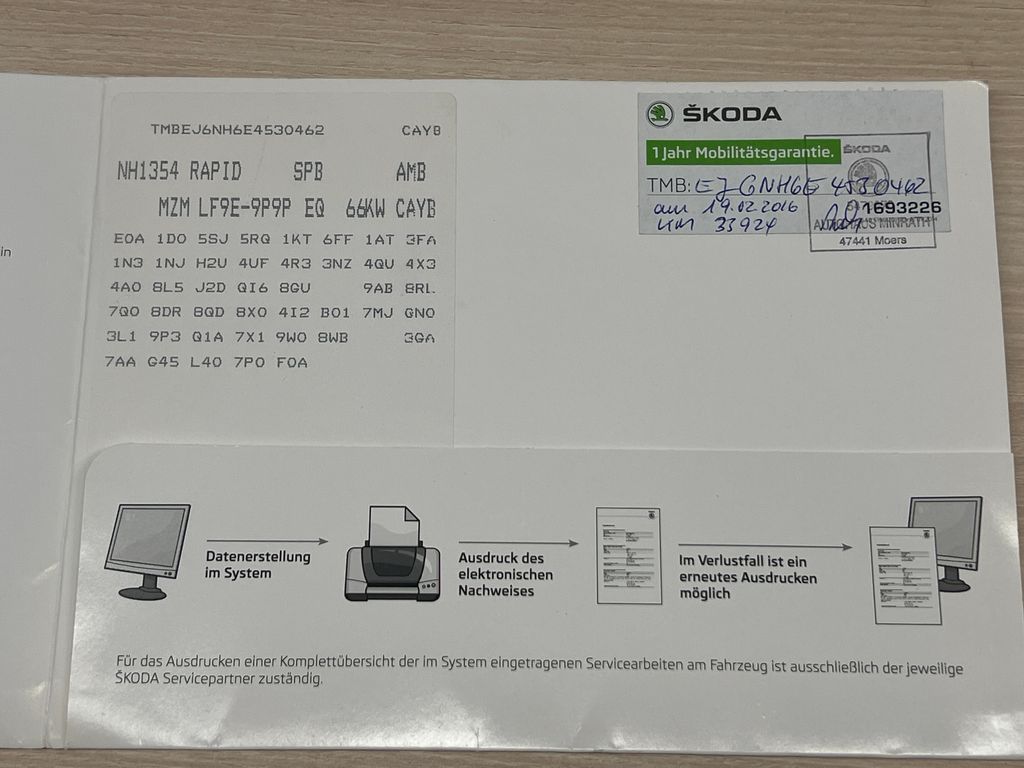 in
TMBEJ6NH6E4530462 CAYB
NH1354 RAPID SPB AMB
MZM LF9E-9P9P EQ 66KW CAYB
E0A 1D0 5SJ 5RQ 1KT 6FF 1AT 3FA
1N3 1NJ H2U 4UF 4R3 3NZ 4QU 4X3
4A0 8L5 J2D QI6 8GU 9AB 8RL
7Q0 8DR 8QD 8X0 4I2 B01 7MJ GN0
3L1 9P3 Q1A 7X1 9W0 8WB 3GA
7AA G45 L40 7P0 F0A
ŠKODA
1 Jahr Mobilitätsgarantie.
TMB: EJ6NH6E 4530462
am 19.02.2016
KM 33924
ŠKODA
1693226
AUTOHAUS MINRATH
47441 Moers
Datenerstellung
im System
Ausdruck des
elektronischen
Nachweises
Im Verlustfall ist ein
erneutes Ausdrucken
möglich
Für das Ausdrucken einer Komplettübersicht der im System eingetragenen Servicearbeiten am Fahrzeug ist ausschließlich der jeweilige
ŠKODA Servicepartner zuständig.